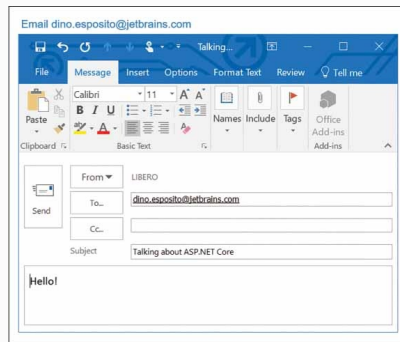 Email dino.esposito@jetbrains.com
Talking...
File Message Insert Options Format Text Review Tell me
Calibri 11 A A
Paste B I U Names Include Tags Office Add-ins
aby A
Clipboard Basic Text Add-ins
From LIBERO
Send To... dino.esposito@jetbrains.com
Cc...
Subject Talking about ASP.NET Core
Hello!